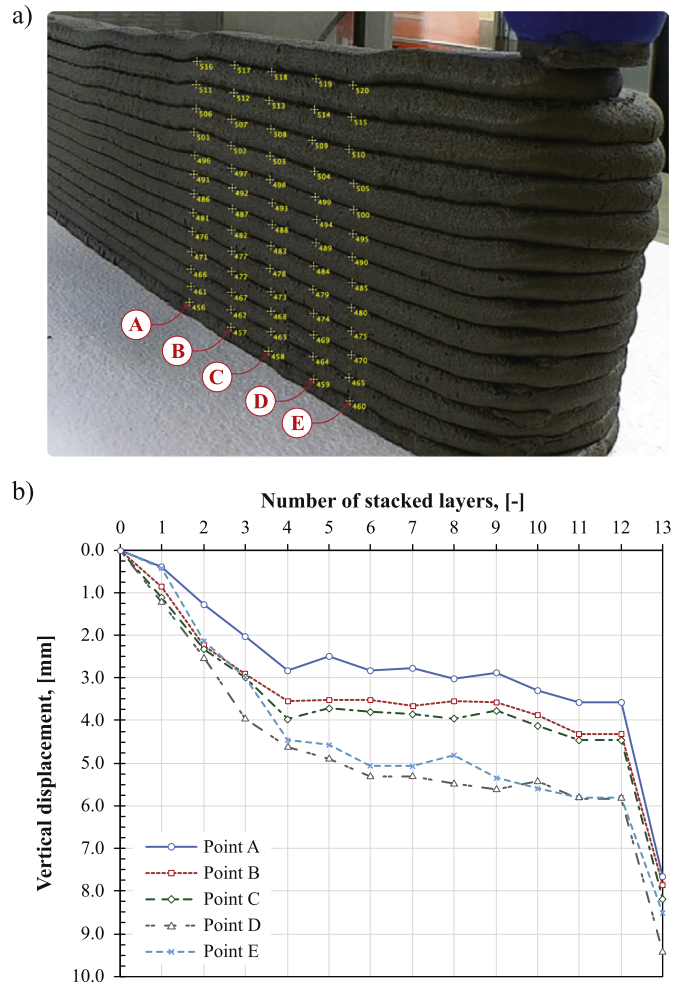 a)
516 517 518 519 520
511 512 513 514 515
506 507 508 509 510
501 502 503 504 505
496 497 498 499 500
491 492 493 494 495
486 487 488 489 490
481 482 483 484 485
476 477 478 479 480
471 472 473 474 475
466 467 468 469 470
461 462 463 464 465
456 457 458 459 460
A
B
C
D
E
b)
Number of stacked layers, [-]
0 1 2 3 4 5 6 7 8 9 10 11 12 13
Vertical displacement, [mm]
0.0
1.0
2.0
3.0
4.0
5.0
6.0
7.0
8.0
9.0
10.0
Point A
Point B
Point C
Point D
Point E